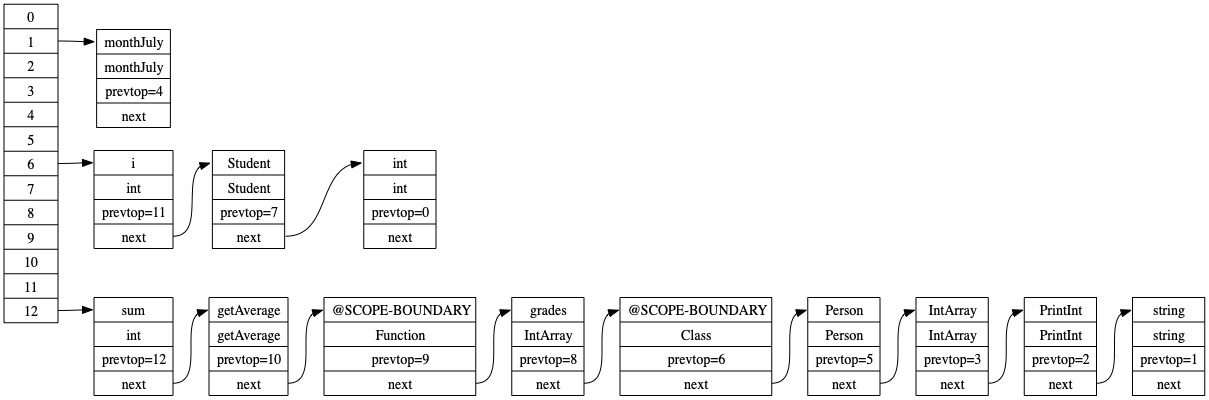 0
1
2
3
4
5
6
7
8
9
10
11
12
monthJuly
monthJuly
prevtop=4
next
i
int
prevtop=11
next
Student
Student
prevtop=7
next
int
int
prevtop=0
next
sum
int
prevtop=12
next
getAverage
getAverage
prevtop=10
next
@SCOPE-BOUNDARY
Function
prevtop=9
next
grades
IntArray
prevtop=8
next
@SCOPE-BOUNDARY
Class
prevtop=6
next
Person
Person
prevtop=5
next
IntArray
IntArray
prevtop=3
next
PrintInt
PrintInt
prevtop=2
next
string
string
prevtop=1
next